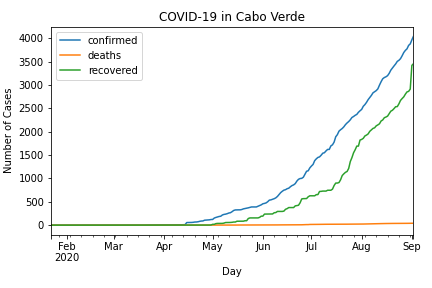 COVID-19 in Cabo Verde
confirmed
deaths
recovered
4000
3500
3000
2500
2000
1500
1000
500
0
Number of Cases
Feb Mar Apr May Jun Jul Aug Sep
2020
Day